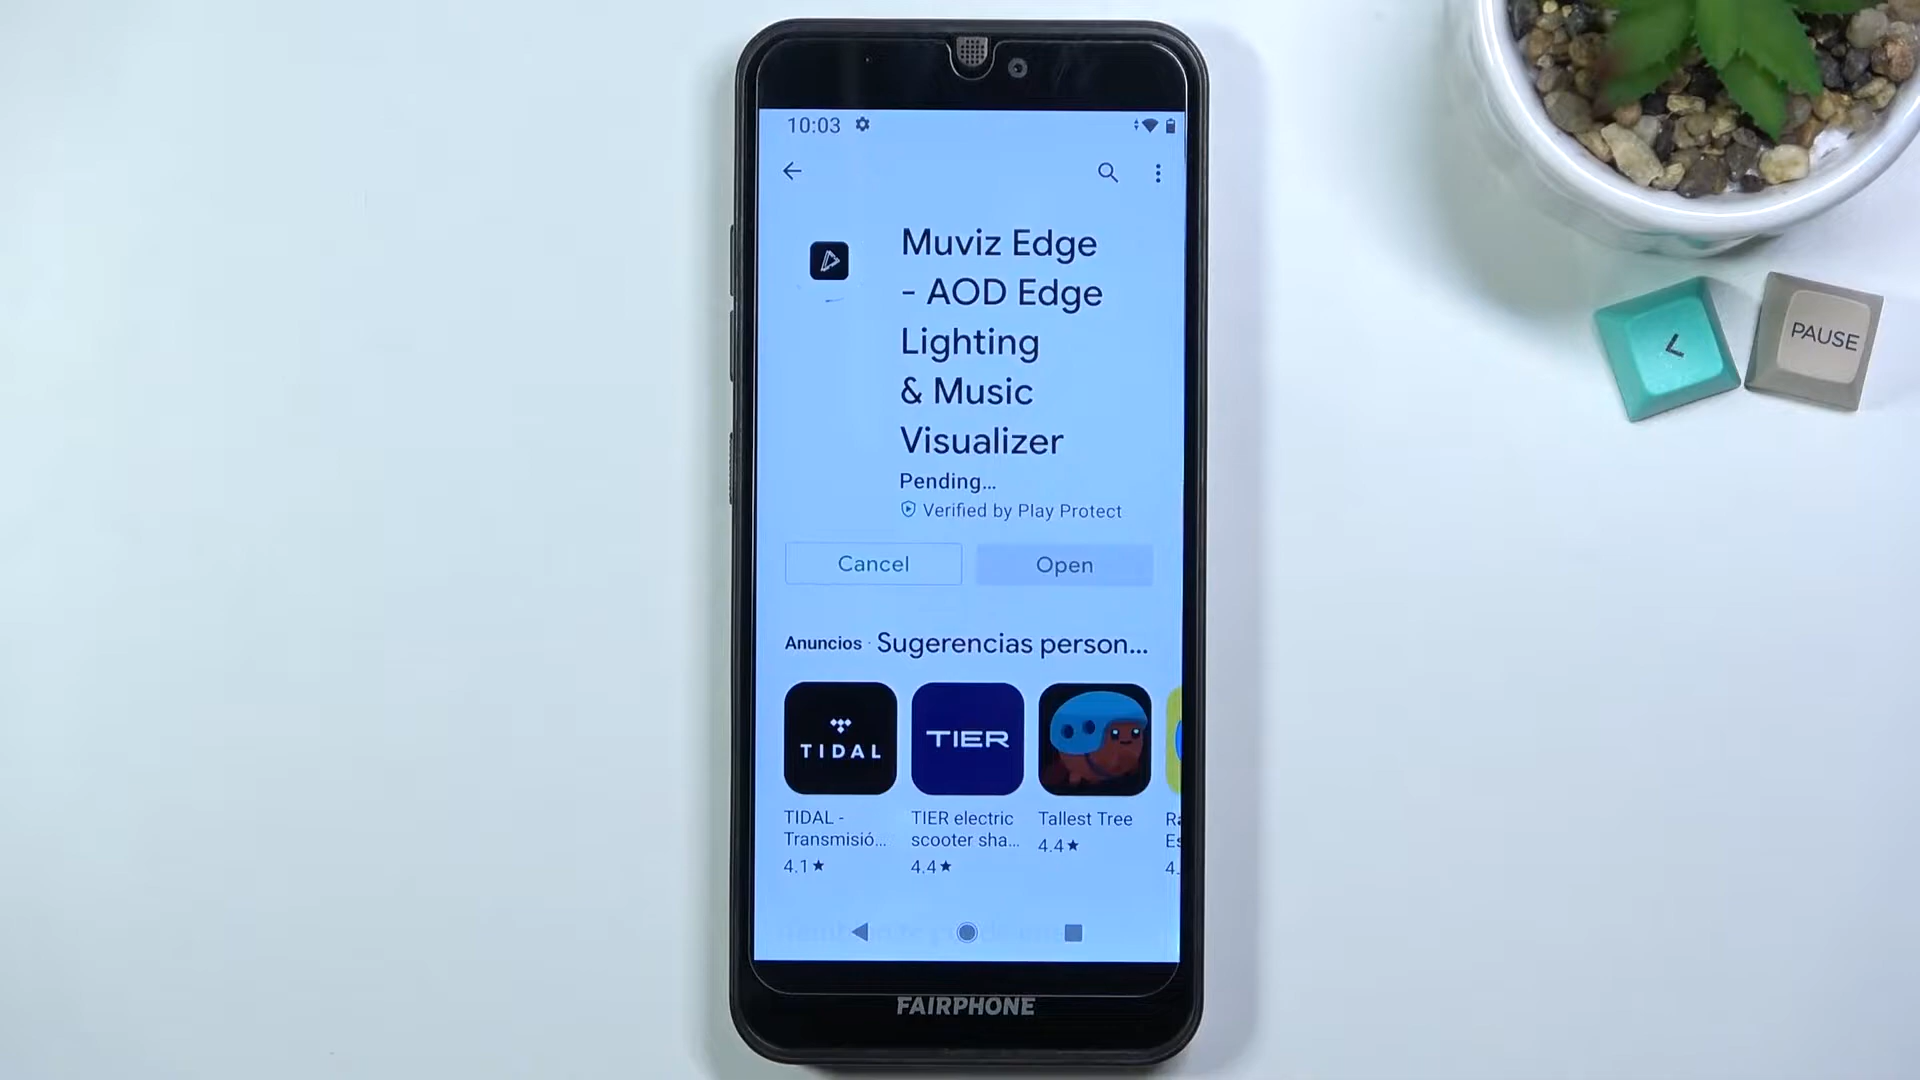 10:03
Muviz Edge
- AOD Edge
Lighting
& Music
Visualizer
Pending...
Verified by Play Protect
Cancel
Open
Anuncios · Sugerencias person...
TIDAL
TIER
TIDAL -
Transmisió...
4.1★
TIER electric
scooter sha...
4.4★
Tallest Tree
4.4★
4.
FAIRPHONE
<
PAUSE